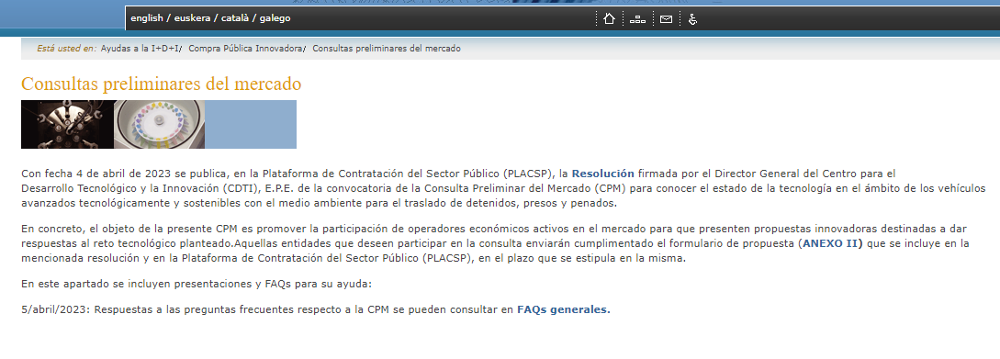 english / euskera / català / galego
Está usted en: Ayudas a la I+D+I/ Compra Pública Innovadora/ Consultas preliminares del mercado
Consultas preliminares del mercado
Con fecha 4 de abril de 2023 se publica, en la Plataforma de Contratación del Sector Público (PLACSP), la Resolución firmada por el Director General del Centro para el
Desarrollo Tecnológico y la Innovación (CDTI), E.P.E. de la convocatoria de la Consulta Preliminar del Mercado (CPM) para conocer el estado de la tecnología en el ámbito de los vehículos
avanzados tecnológicamente y sostenibles con el medio ambiente para el traslado de detenidos, presos y penados.
En concreto, el objeto de la presente CPM es promover la participación de operadores económicos activos en el mercado para que presenten propuestas innovadoras destinadas a dar
respuestas al reto tecnológico planteado.Aquellas entidades que deseen participar en la consulta enviarán cumplimentado el formulario de propuesta (ANEXO II) que se incluye en la
mencionada resolución y en la Plataforma de Contratación del Sector Público (PLACSP), en el plazo que se estipula en la misma.
En este apartado se incluyen presentaciones y FAQs para su ayuda:
5/abril/2023: Respuestas a las preguntas frecuentes respecto a la CPM se pueden consultar en FAQs generales.